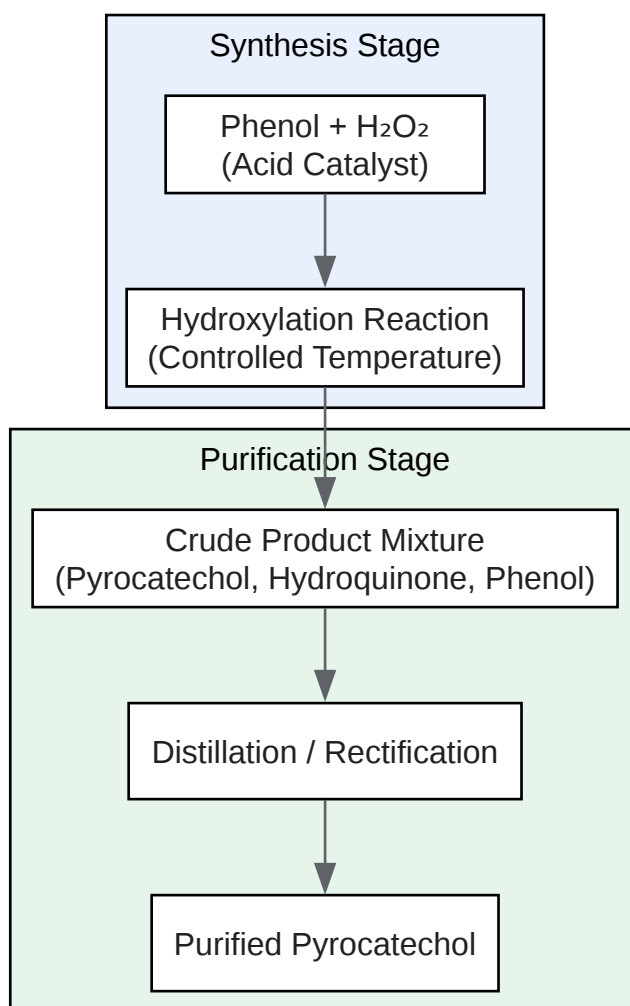 Synthesis Stage
Phenol + H₂O₂
(Acid Catalyst)
Hydroxylation Reaction
(Controlled Temperature)
Purification Stage
Crude Product Mixture
(Pyrocatechol, Hydroquinone, Phenol)
Distillation / Rectification
Purified Pyrocatechol